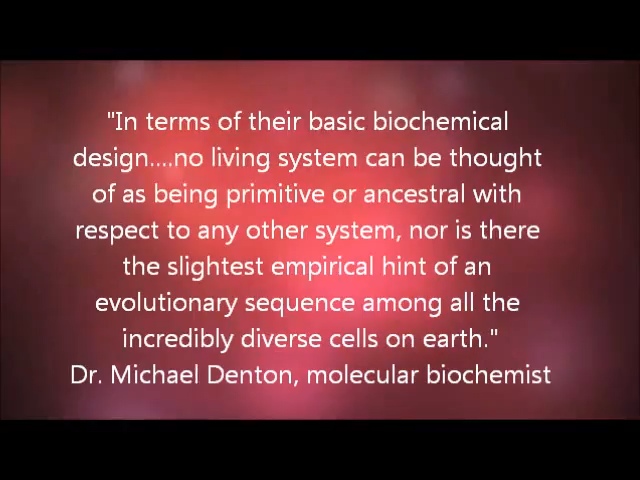 "In terms of their basic biochemical
design....no living system can be thought
of as being primitive or ancestral with
respect to any other system, nor is there
the slightest empirical hint of an
evolutionary sequence among all the
incredibly diverse cells on earth."
Dr. Michael Denton, molecular biochemist